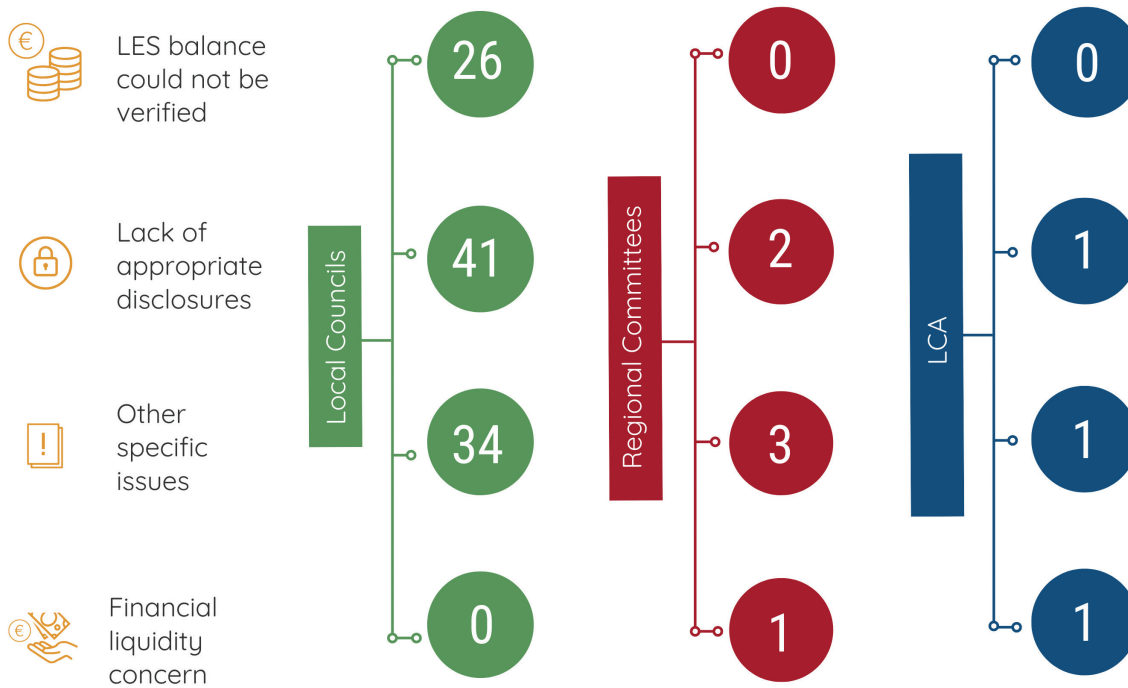 LES balance
could not be
verified
26
0
0
Lack of
appropriate
disclosures
41
2
1
Local Councils
Regional Committees
LCA
Other
specific
issues
34
3
1
Financial
liquidity
concern
0
1
1
€
€
!